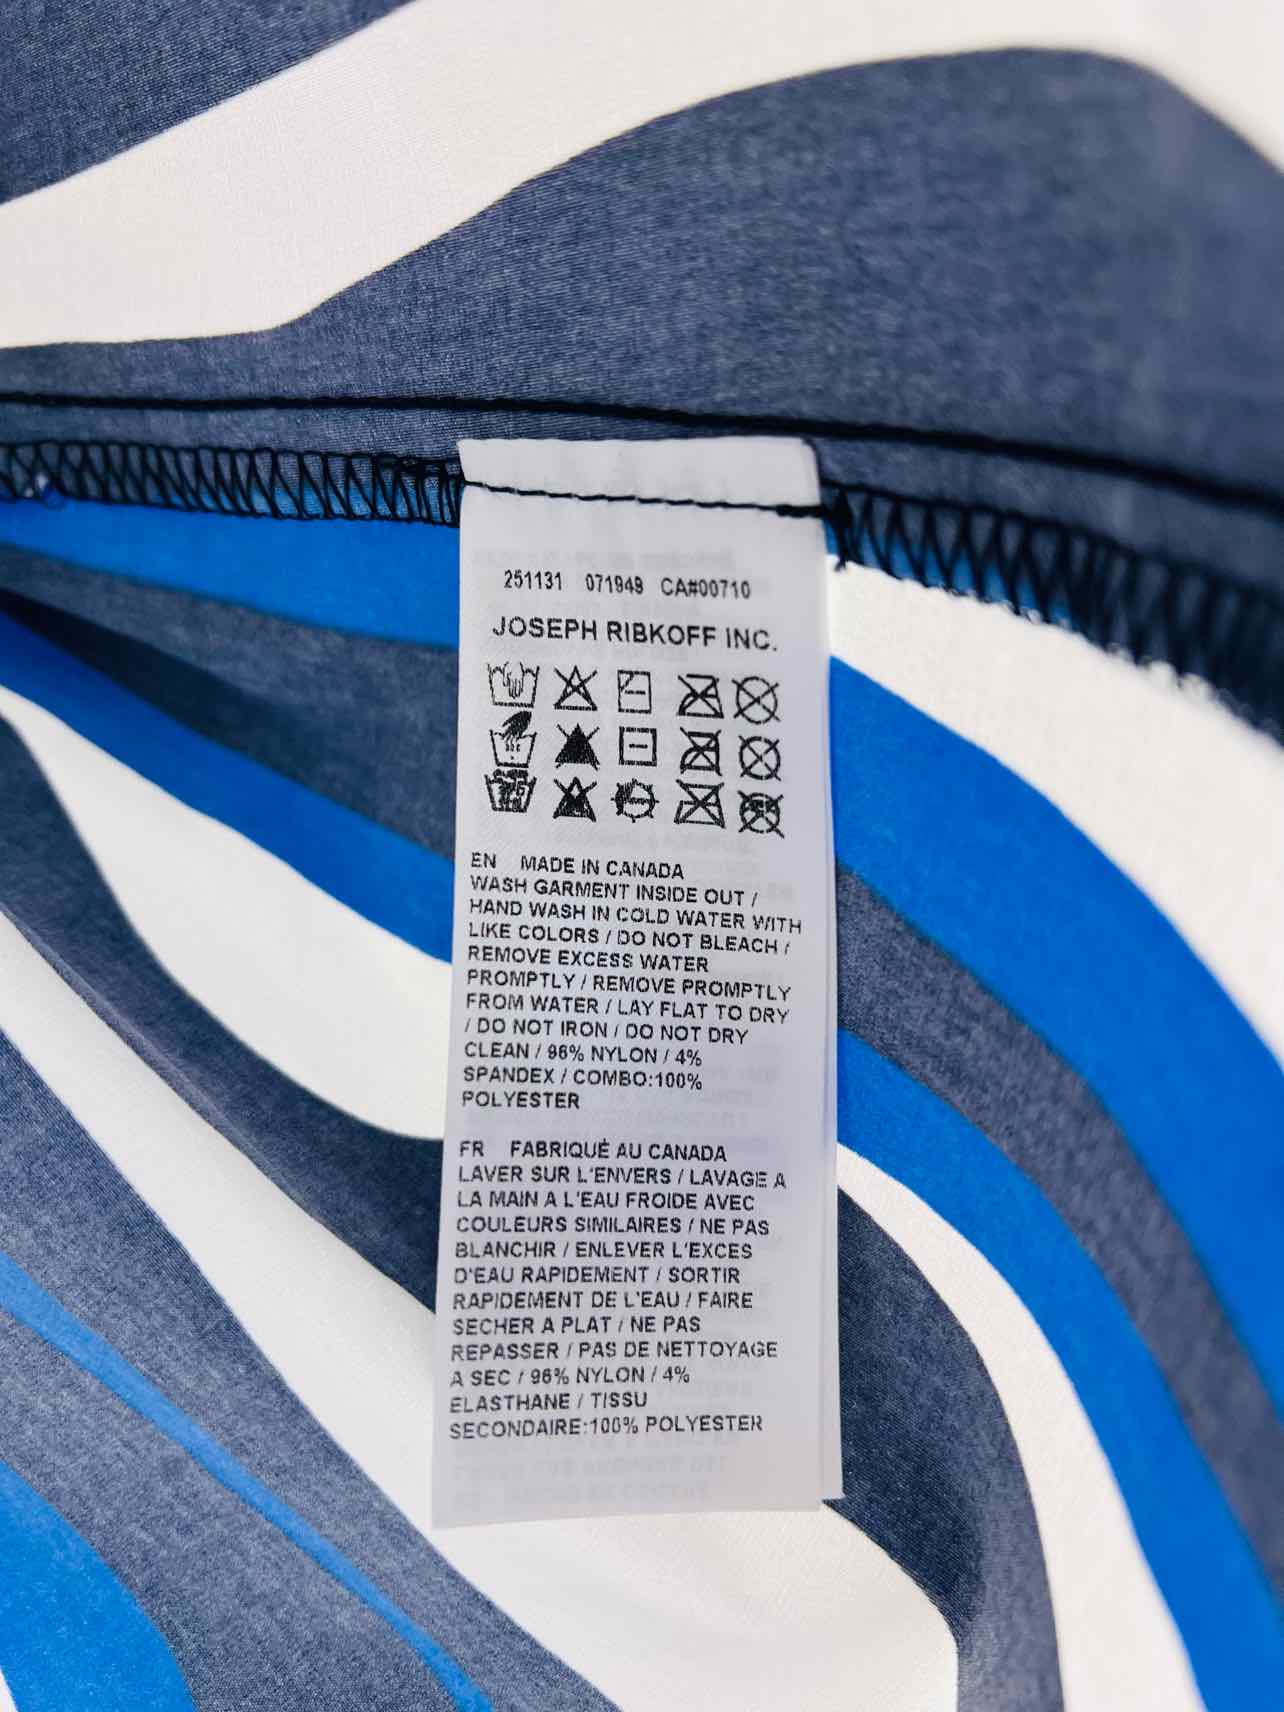 251131 071949 CA#00710
JOSEPH RIBKOFF INC.
EN MADE IN CANADA
WASH GARMENT INSIDE OUT /
HAND WASH IN COLD WATER WITH
LIKE COLORS / DO NOT BLEACH /
REMOVE EXCESS WATER
PROMPTLY / REMOVE PROMPTLY
FROM WATER / LAY FLAT TO DRY
/ DO NOT IRON / DO NOT DRY
CLEAN / 96% NYLON / 4%
SPANDEX / COMBO:100%
POLYESTER
FR FABRIQUÉ AU CANADA
LAVER SUR L'ENVERS / LAVAGE A
LA MAIN A L'EAU FROIDE AVEC
COULEURS SIMILAIRES / NE PAS
BLANCHIR / ENLEVER L'EXCES
D'EAU RAPIDEMENT / SORTIR
RAPIDEMENT DE L'EAU / FAIRE
SECHER A PLAT / NE PAS
REPASSER / PAS DE NETTOYAGE
A SEC / 96% NYLON / 4%
ELASTHANE / TISSU
SECONDAIRE:100% POLYESTER